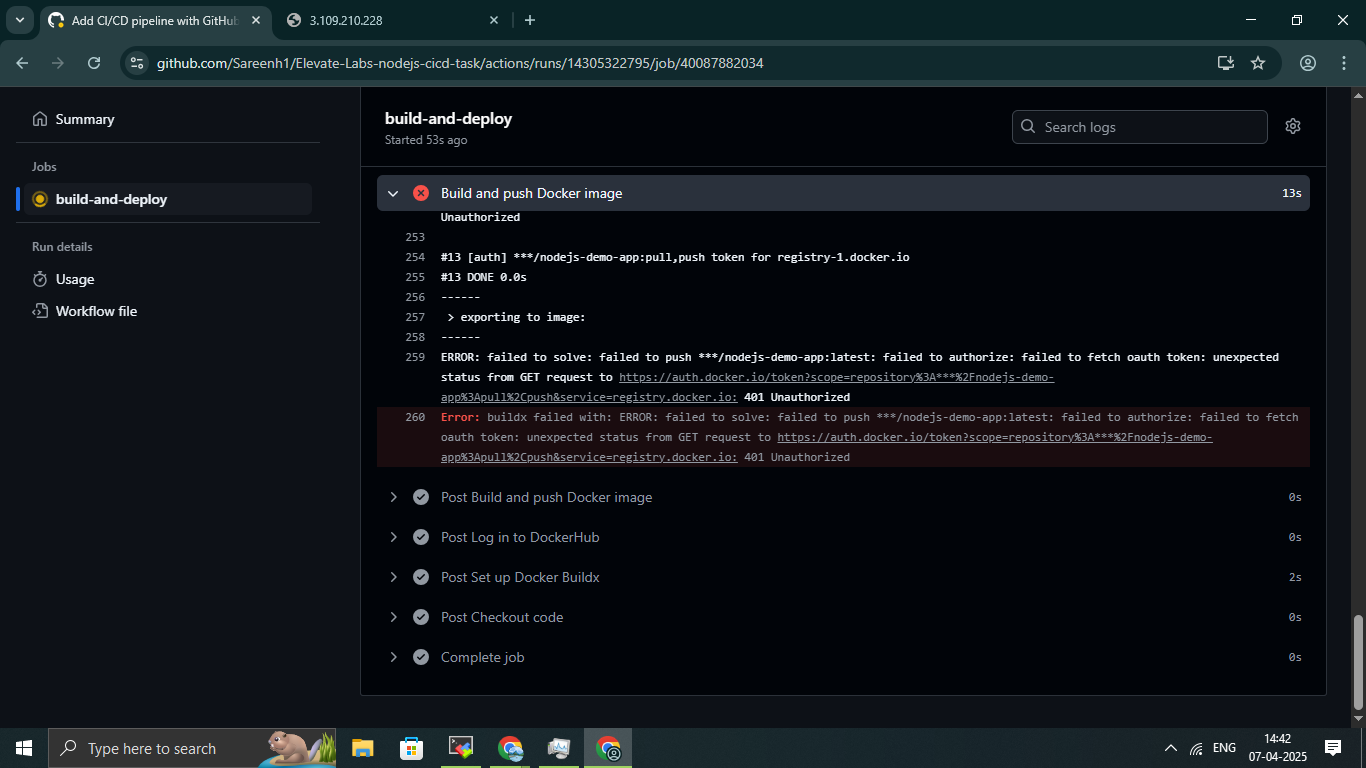 Add CI/CD pipeline with GitHub
3.109.210.228
github.com/Sareenh1/Elevate-Labs-nodejs-cicd-task/actions/runs/14305322795/job/40087882034
Summary
Jobs
build-and-deploy
Run details
Usage
Workflow file
build-and-deploy
Started 53s ago
Search logs
Build and push Docker image 13s
Unauthorized
253
254 #13 [auth] ***/nodejs-demo-app:pull,push token for registry-1.docker.io
255 #13 DONE 0.0s
256 ------
257 > exporting to image:
258 ------
259 ERROR: failed to solve: failed to push ***/nodejs-demo-app:latest: failed to authorize: failed to fetch oauth token: unexpected
status from GET request to https://auth.docker.io/token?scope=repository%3A***%2Fnodejs-demo-
app%3Apull%2Cpush&service=registry.docker.io: 401 Unauthorized
260 Error: buildx failed with: ERROR: failed to solve: failed to push ***/nodejs-demo-app:latest: failed to authorize: failed to fetch
oauth token: unexpected status from GET request to https://auth.docker.io/token?scope=repository%3A***%2Fnodejs-demo-
app%3Apull%2Cpush&service=registry.docker.io: 401 Unauthorized
Post Build and push Docker image 0s
Post Log in to DockerHub 0s
Post Set up Docker Buildx 2s
Post Checkout code 0s
Complete job 0s
Type here to search
ENG
14:42
07-04-2025